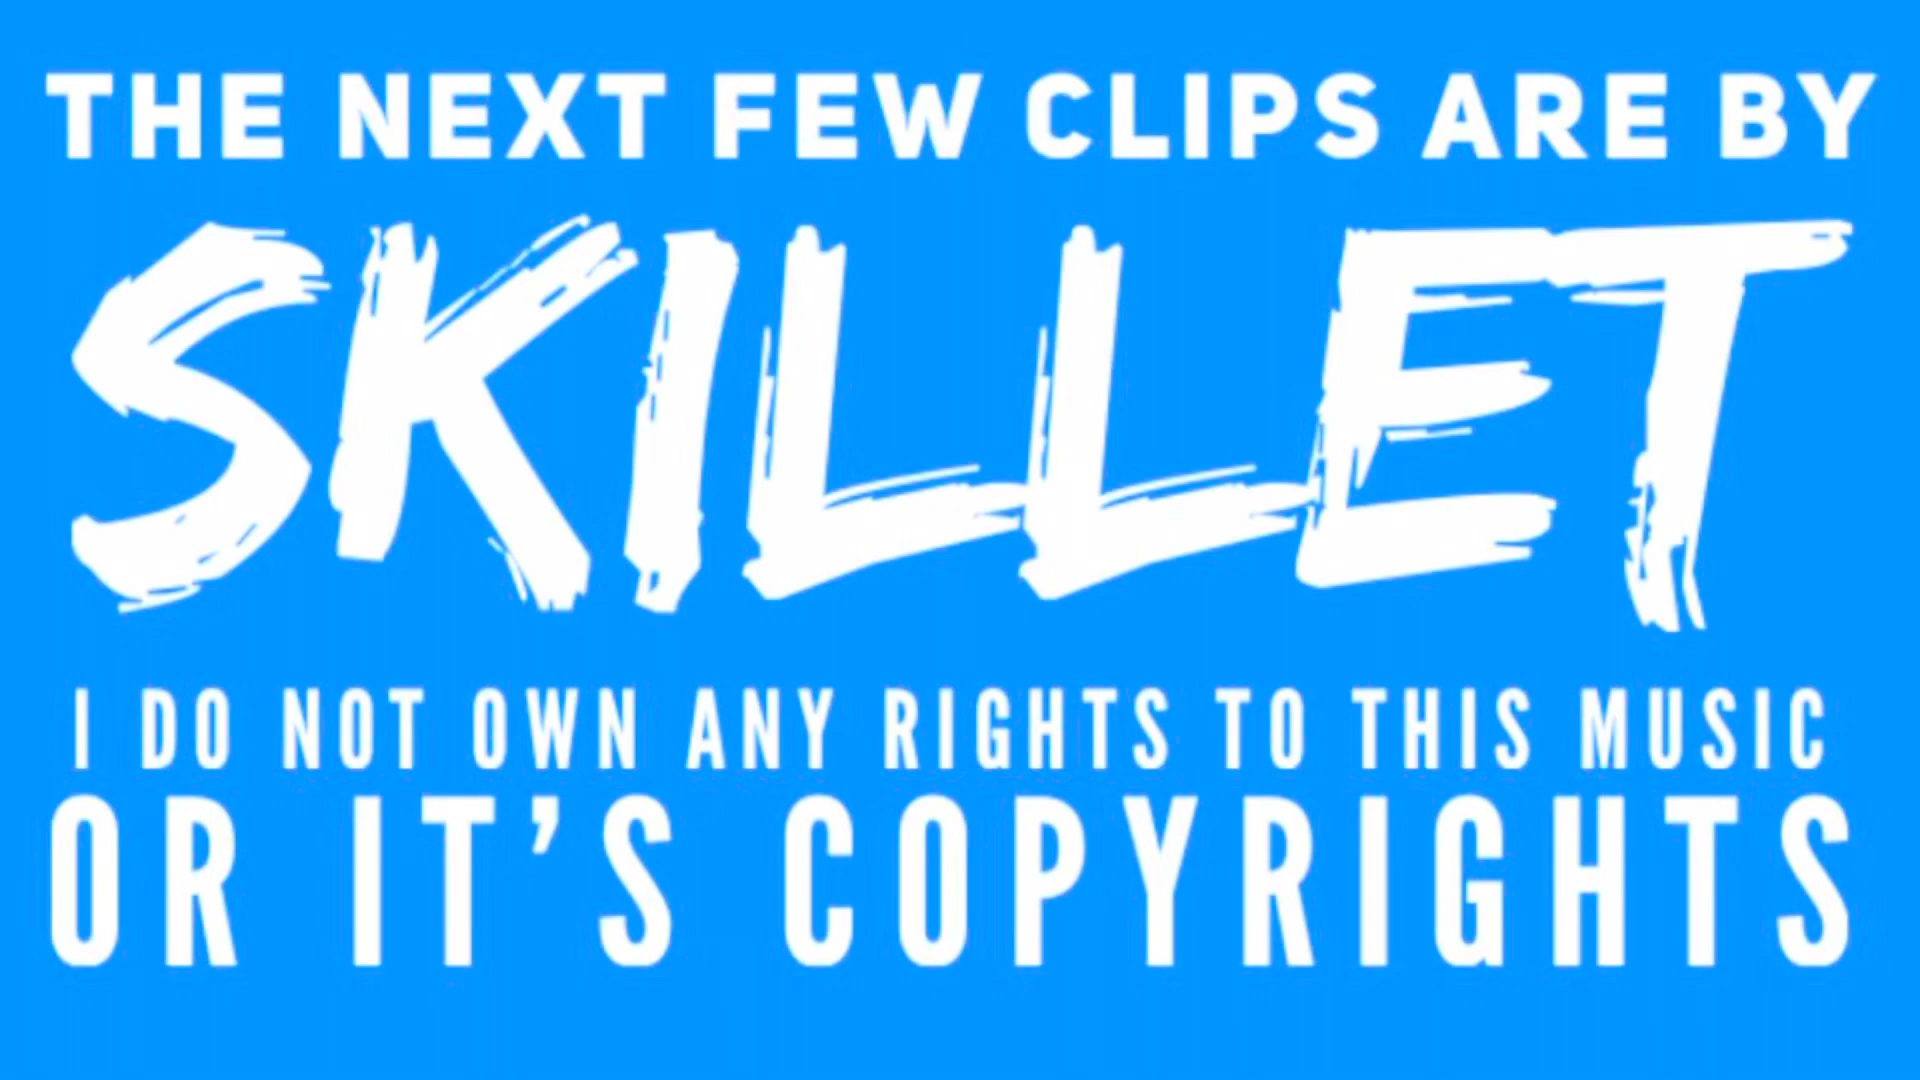 THE NEXT FEW CLIPS ARE BY
SKILLET
I DO NOT OWN ANY RIGHTS TO THIS MUSIC
OR IT’S COPYRIGHTS